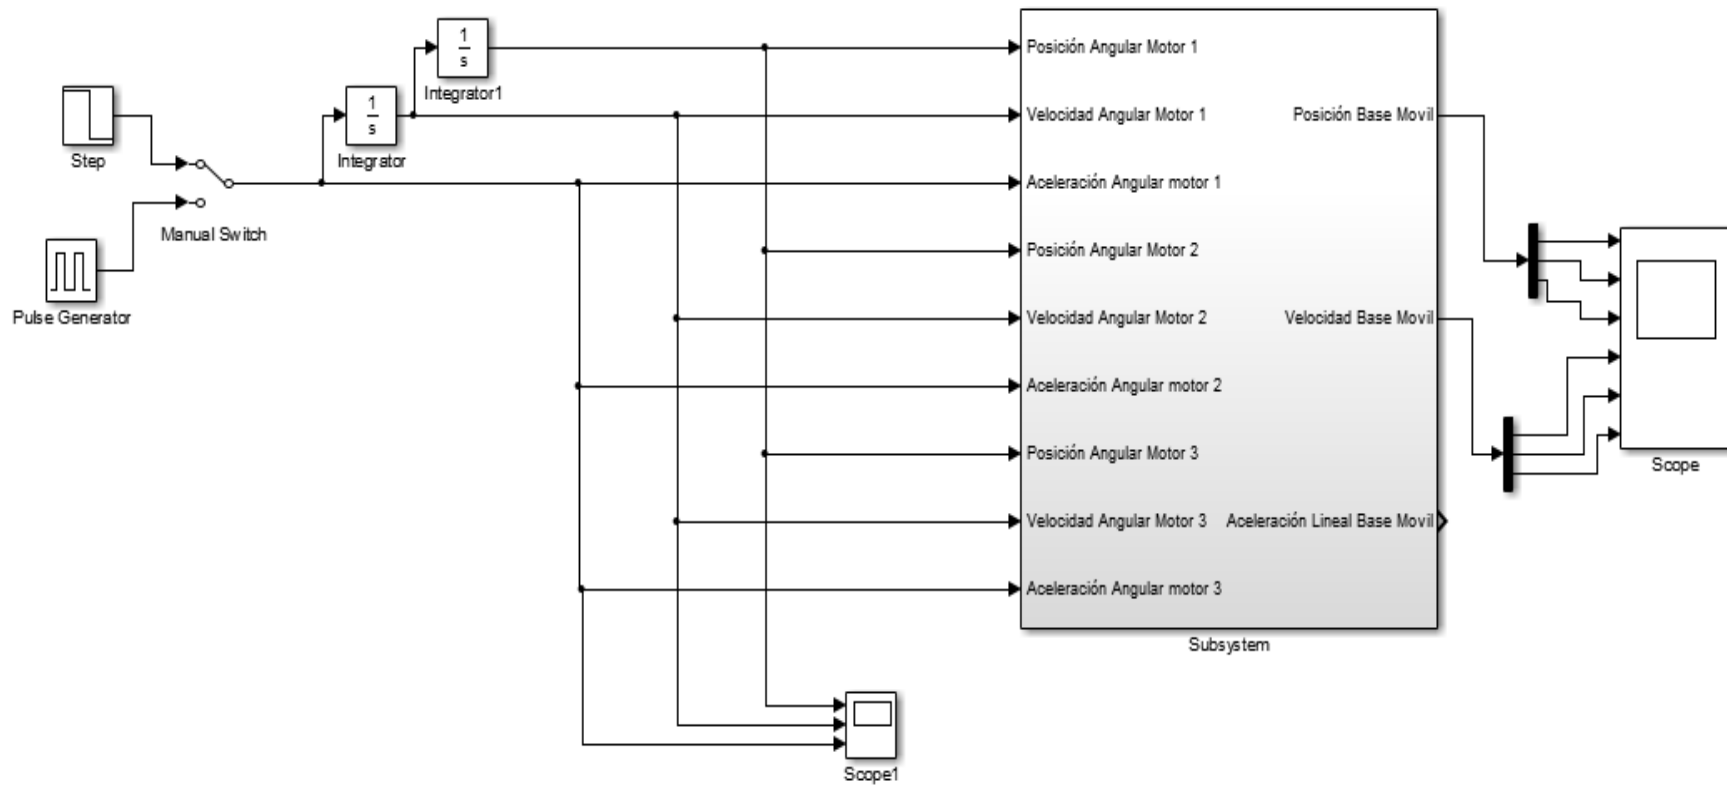 1
s
Integrator1
1
s
Integrator
Step
Manual Switch
Pulse Generator
Posición Angular Motor 1
Velocidad Angular Motor 1
Aceleración Angular motor 1
Posición Angular Motor 2
Velocidad Angular Motor 2
Aceleración Angular motor 2
Posición Angular Motor 3
Velocidad Angular Motor 3
Aceleración Angular motor 3
Posición Base Movil
Velocidad Base Movil
Aceleración Lineal Base Movil
Subsystem
Scope
Scope1